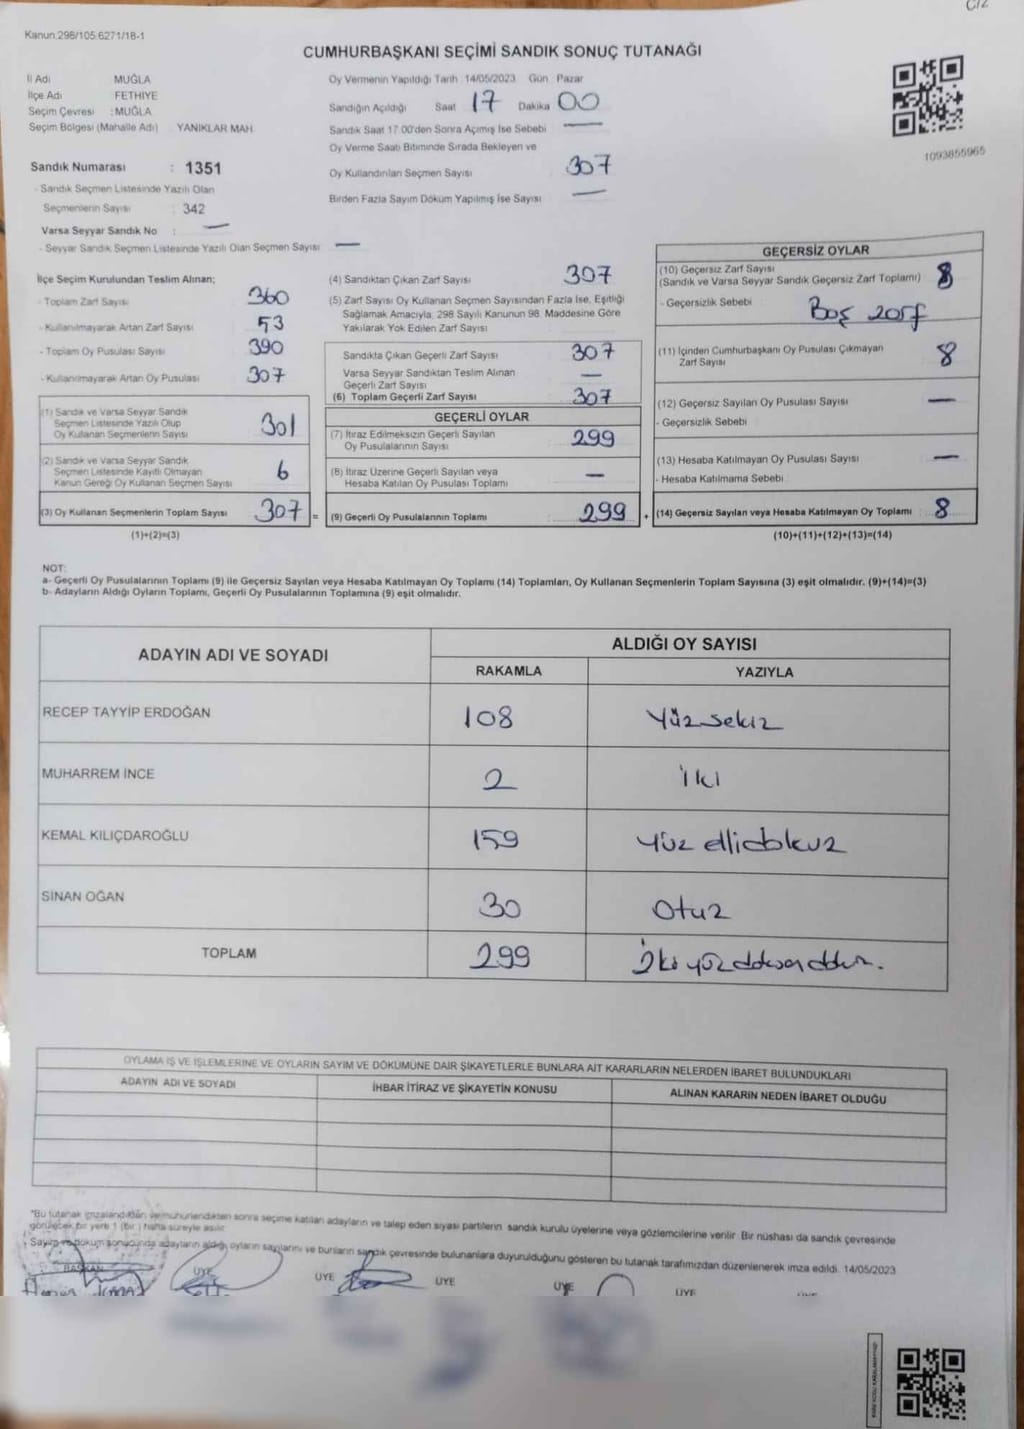 Kanun.298/105.6271/18-1
CUMHURBAŞKANI SEÇİMİ SANDIK SONUÇ TUTANAĞI
İl Adı MUĞLA
İlçe Adı FETHİYE
Seçim Çevresi : MUĞLA
Seçim Bölgesi (Mahalle Adı) YANIKLAR MAH.
Sandık Numarası : 1351
- Sandık Seçmen Listesinde Yazılı Olan
Seçmenlerin Sayısı : 342
Varsa Seyyar Sandık No : —
- Seyyar Sandık Seçmen Listesinde Yazılı Olan Seçmen Sayısı —
Oy Vermenin Yapıldığı Tarih 14/05/2023 Gün Pazar
Sandığın Açıldığı Saat 17 Dakika 00
Sandık Saat 17.00'den Sonra Açımış İse Sebebi —
Oy Verme Saati Bitiminde Sırada Bekleyen ve
Oy Kullandırılan Seçmen Sayısı 307
Birden Fazla Sayım Döküm Yapılmış İse Sayısı —
1093855965
İlçe Seçim Kurulundan Teslim Alınan;
- Toplam Zarf Sayısı 360
- Kullanılmayarak Artan Zarf Sayısı 53
- Toplam Oy Pusulası Sayısı 390
- Kullanılmayarak Artan Oy Pusulası 307
(1) Sandık ve Varsa Seyyar Sandık
Seçmen Listesinde Yazılı Olup
Oy Kullanan Seçmenlerin Sayısı 301
(2) Sandık ve Varsa Seyyar Sandık
Seçmen Listesinde Kayıtlı Olmayan
Kanun Gereği Oy Kullanan Seçmen Sayısı 6
(3) Oy Kullanan Seçmenlerin Toplam Sayısı 307 =
(1)+(2)=(3)
(4) Sandıktan Çıkan Zarf Sayısı 307
(5) Zarf Sayısı Oy Kullanan Seçmen Sayısından Fazla İse, Eşitliği
Sağlamak Amacıyla; 298 Sayılı Kanunun 98. Maddesine Göre
Yakılarak Yok Edilen Zarf Sayısı
Sandıkta Çıkan Geçerli Zarf Sayısı 307
Varsa Seyyar Sandıktan Teslim Alınan
Geçerli Zarf Sayısı —
(6) Toplam Geçerli Zarf Sayısı 307
GEÇERLİ OYLAR
(7) İtiraz Edilmeksizin Geçerli Sayılan
Oy Pusulalarının Sayısı 299
(8) İtiraz Üzerine Geçerli Sayılan veya
Hesaba Katılan Oy Pusulası Toplamı —
(9) Geçerli Oy Pusulalarının Toplamı 299 +
GEÇERSİZ OYLAR
(10) Geçersiz Zarf Sayısı
(Sandık ve Varsa Seyyar Sandık Geçersiz Zarf Toplamı) 8
- Geçersizlik Sebebi Boş zarf
(11) İçinden Cumhurbaşkanı Oy Pusulası Çıkmayan
Zarf Sayısı 8
(12) Geçersiz Sayılan Oy Pusulası Sayısı —
- Geçersizlik Sebebi
(13) Hesaba Katılmayan Oy Pusulası Sayısı —
- Hesaba Katılmama Sebebi
(14) Geçersiz Sayılan veya Hesaba Katılmayan Oy Toplamı : 8
(10)+(11)+(12)+(13)=(14)
NOT:
a- Geçerli Oy Pusulalarının Toplamı (9) ile Geçersiz Sayılan veya Hesaba Katılmayan Oy Toplamı (14) Toplamları, Oy Kullanan Seçmenlerin Toplam Sayısına (3) eşit olmalıdır. (9)+(14)=(3)
b- Adayların Aldığı Oyların Toplamı, Geçerli Oy Pusulalarının Toplamına (9) eşit olmalıdır.
ADAYIN ADI VE SOYADI ALDIĞI OY SAYISI
RAKAMLA YAZIYLA
RECEP TAYYİP ERDOĞAN 108 Yüzsekiz
MUHARREM İNCE 2 İki
KEMAL KILIÇDAROĞLU 159 Yüz ellidokuz
SİNAN OĞAN 30 Otuz
TOPLAM 299 İkiyüzdoksandokuz.
OYLAMA İŞ VE İŞLEMLERİNE VE OYLARIN SAYIM VE DÖKÜMÜNE DAİR ŞİKAYETLERLE BUNLARA AİT KARARLARIN NELERDEN İBARET BULUNDUKLARI
ADAYIN ADI VE SOYADI İHBAR İTİRAZ VE ŞİKAYETİN KONUSU ALINAN KARARIN NEDEN İBARET OLDUĞU
"Bu tutanak imzalandıktan ve mühürlendikten sonra seçime katılan adayların ve talep eden siyasi partilerin sandık kurulu üyelerine veya gözlemcilerine verilir. Bir nüshası da sandık çevresinde
görülecek bir yere 1 (bir) hafta süreyle asılır.
Sayım ve döküm sonucunda adayların aldığı oyların sayılarını ve bunların sandık çevresinde bulunanlara duyurulduğunu gösteren bu tutanak tarafımızdan düzenlenerek imza edildi. 14/05/2023
BAŞKAN ÜYE ÜYE ÜYE ÜYE ÜYE